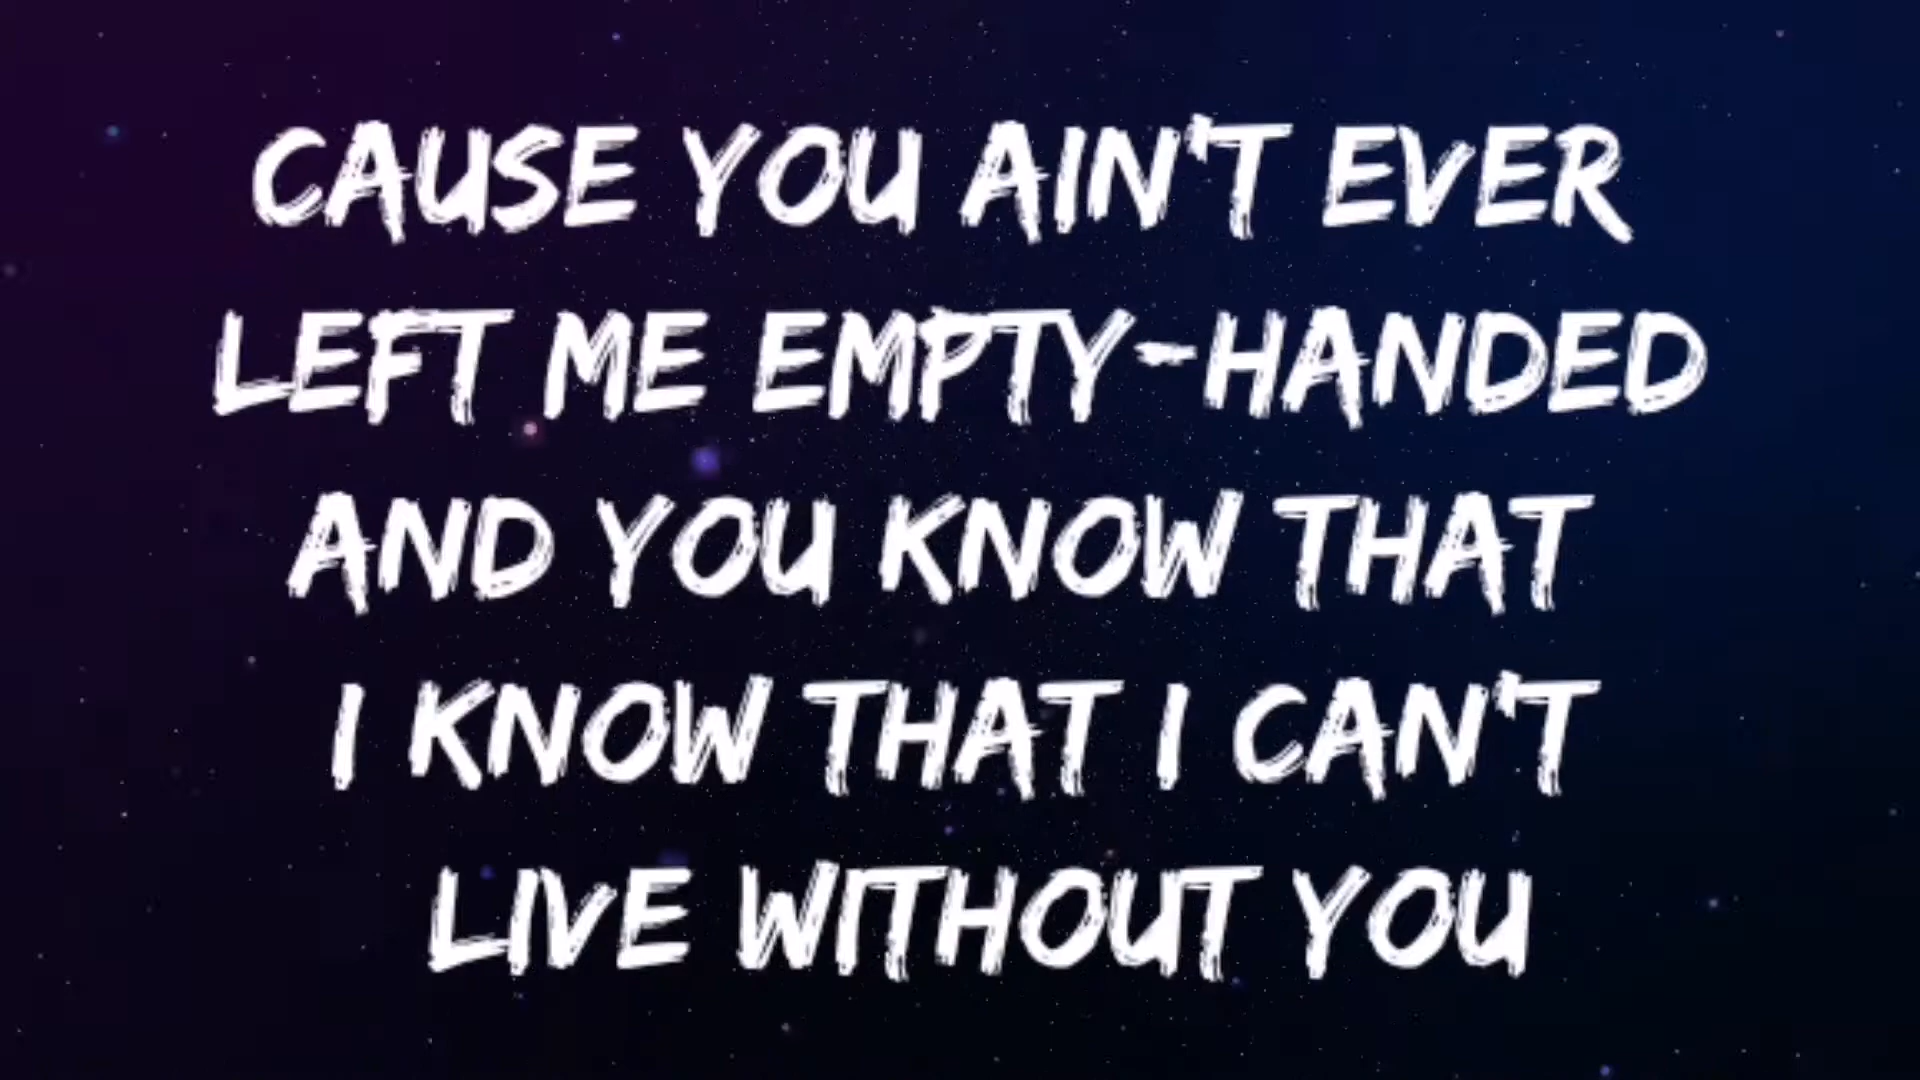 CAUSE YOU AIN'T EVER
LEFT ME EMPTY-HANDED
AND YOU KNOW THAT
I KNOW THAT I CAN'T
LIVE WITHOUT YOU